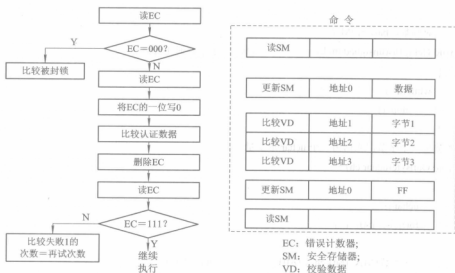 读EC
EC=000?
Y
N
比较被封锁
读EC
将EC的一位写0
比较认证数据
删除EC
读EC
EC=111?
N
Y
比较失败1的
次数=再试次数
继续
执行
命 令
读SM
更新SM 地址0 数据
比较VD 地址1 字节1
比较VD 地址2 字节2
比较VD 地址3 字节3
更新SM 地址0 FF
读SM
EC：错误计数器;
SM：安全存储器;
VD：校验数据